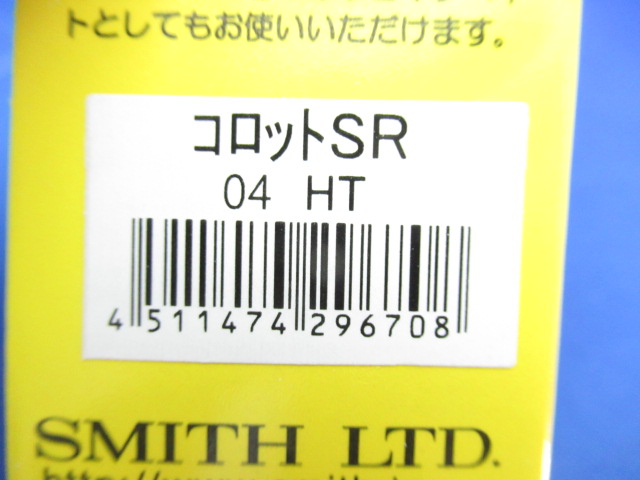 トとしてもお使いいただけます。
コロットSR
04 HT
4 511474 296708
SMITH LTD.